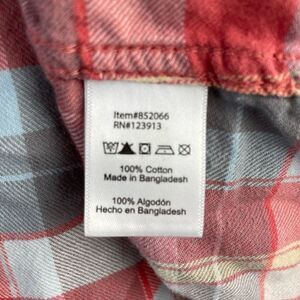 Item#852066
RN#123913
100% Cotton
Made in Bangladesh
100% Algodón
Hecho en Bangladesh